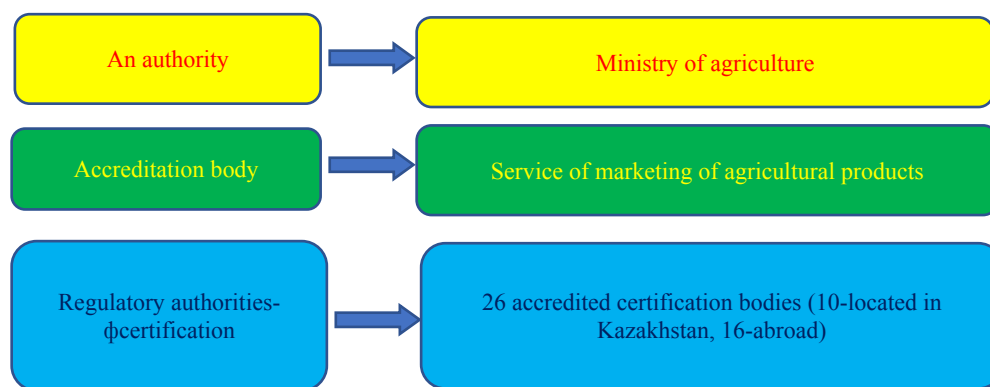 An authority
Ministry of agriculture
Accreditation body
Service of marketing of agricultural products
Regulatory authorities-
фcertification
26 accredited certification bodies (10-located in
Kazakhstan, 16-abroad)